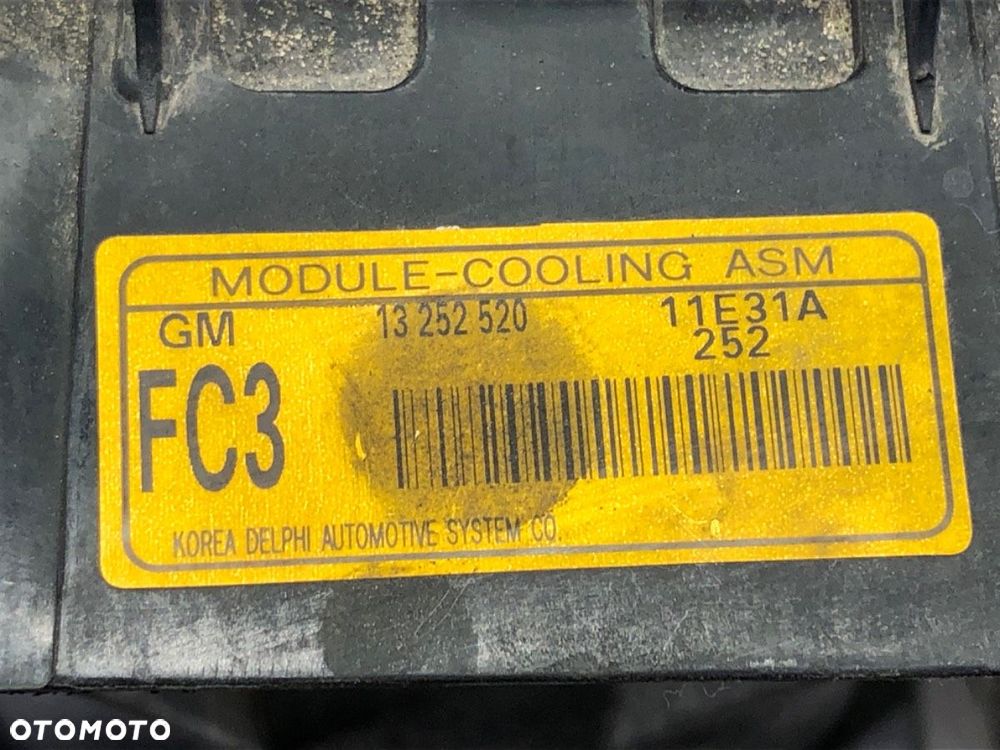 MODULE-COOLING ASM
GM 13 252 520 11E31A
252
FC3
KOREA DELPHI AUTOMOTIVE SYSTEM CO.
OTOMOTO